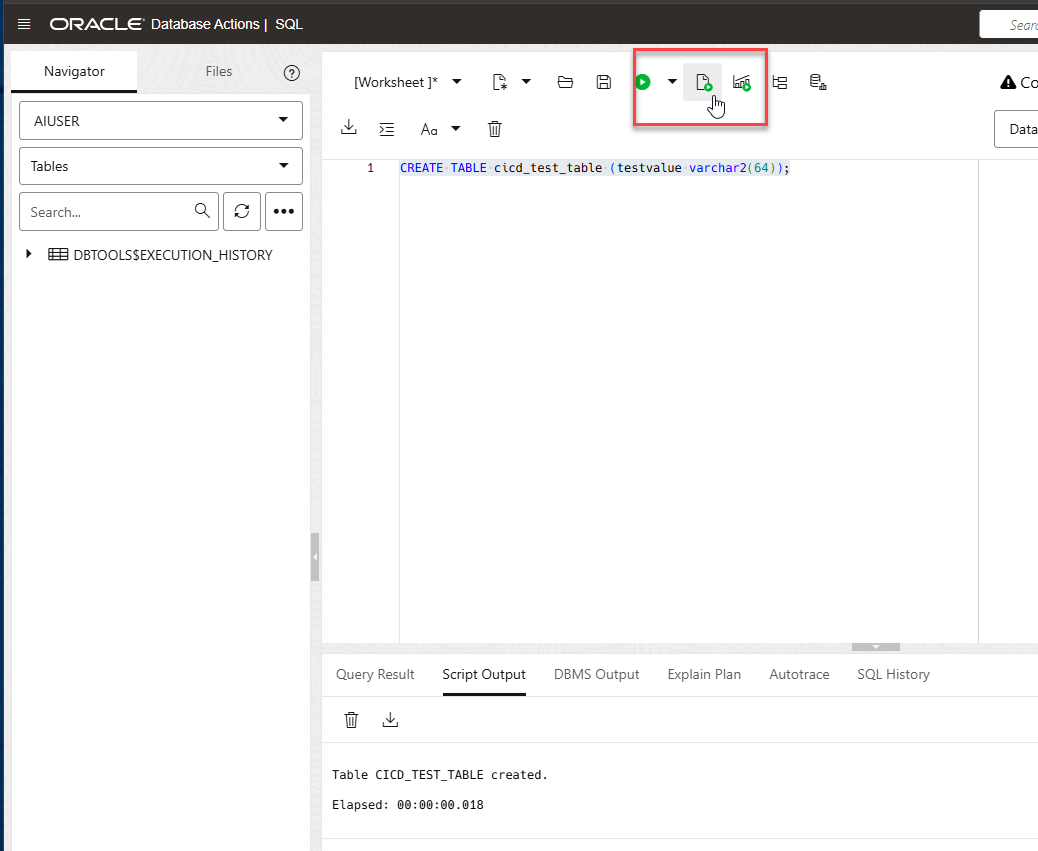 ORACLE Database Actions | SQL
Sear
Navigator
Files
AIUSER
Tables
Search...
DBTOOLS$EXECUTION_HISTORY
[Worksheet ]*
Co
Aa
Data
1 CREATE TABLE cicd_test_table (testvalue varchar2(64));
Query Result
Script Output
DBMS Output
Explain Plan
Autotrace
SQL History
Table CICD_TEST_TABLE created.
Elapsed: 00:00:00.018